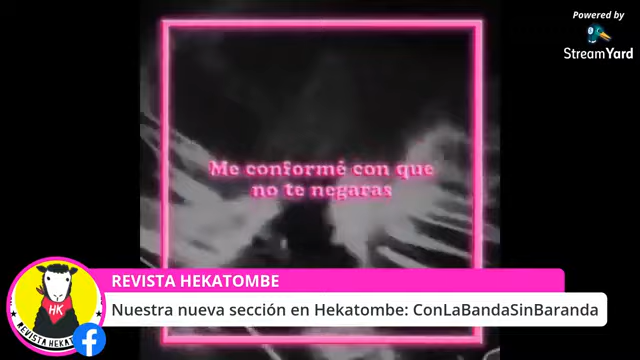 Powered by
StreamYard
Me conformé con que
no te negaras
REVISTA HEKATOMBE
Nuestra nueva sección en Hekatombe: ConLaBandaSinBaranda
HK
REVISTA HEKAT